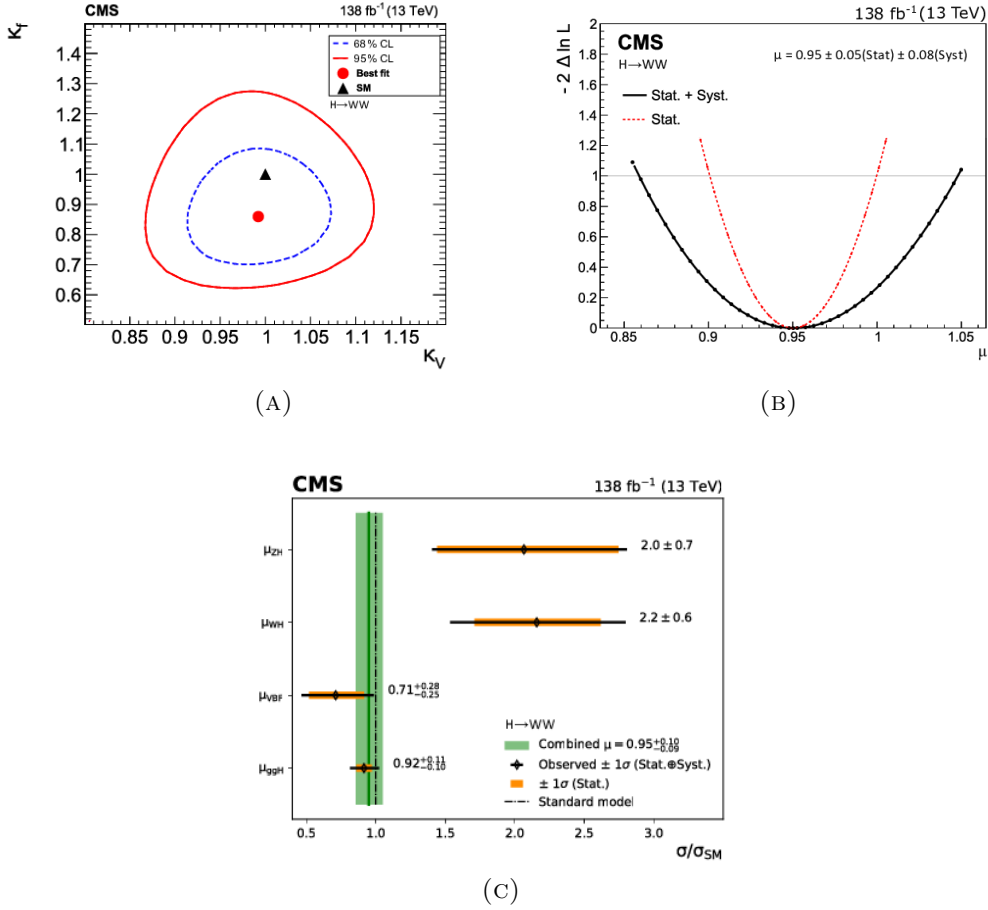 CMS 138 fb⁻¹ (13 TeV)
κ_f
1.5
1.4
1.3
1.2
1.1
1
0.9
0.8
0.7
0.6
68% CL
95% CL
Best fit
SM
H→WW
0.85 0.9 0.95 1 1.05 1.1 1.15
κ_V
(A)
138 fb⁻¹ (13 TeV)
- 2 Δ ln L
2
1.8
1.6
1.4
1.2
1
0.8
0.6
0.4
0.2
0
CMS
H→WW
μ = 0.95 ± 0.05(Stat) ± 0.08(Syst)
Stat. + Syst.
Stat.
0.85 0.9 0.95 1 1.05
μ
(B)
CMS 138 fb⁻¹ (13 TeV)
μ_ZH 2.0 ± 0.7
μ_WH 2.2 ± 0.6
μ_VBF 0.71 +0.28 −0.25
μ_ggH 0.92 +0.11 −0.10
H→WW
Combined μ = 0.95 +0.10 −0.09
Observed ± 1σ (Stat.⊕Syst.)
± 1σ (Stat.)
Standard model
0.5 1.0 1.5 2.0 2.5 3.0
σ/σ_SM
(C)